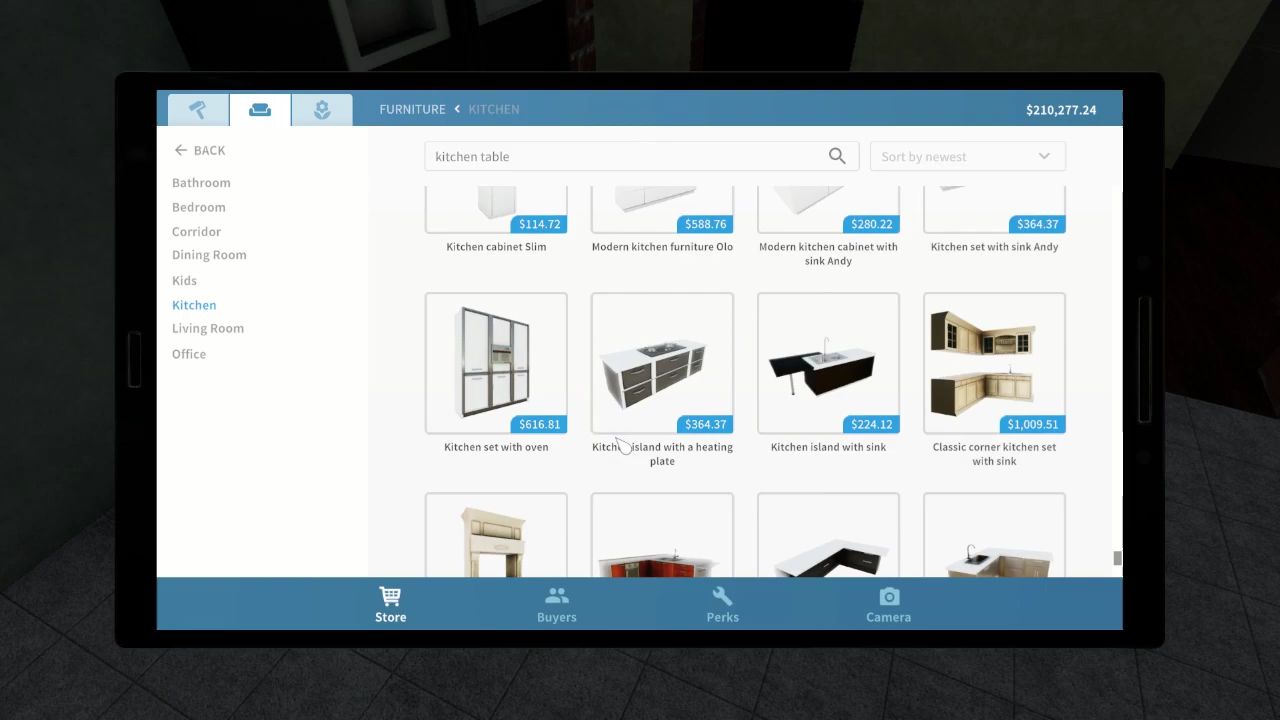 FURNITURE < KITCHEN
$210,277.24
BACK
Bathroom
Bedroom
Corridor
Dining Room
Kids
Kitchen
Living Room
Office
kitchen table
Sort by newest
$114.72
$588.76
$280.22
$364.37
Kitchen cabinet Slim
Modern kitchen furniture Olo
Modern kitchen cabinet with
sink Andy
Kitchen set with sink Andy
$616.81
$364.37
$224.12
$1,009.51
Kitchen set with oven
Kitchen island with a heating
plate
Kitchen island with sink
Classic corner kitchen set
with sink
Store
Buyers
Perks
Camera